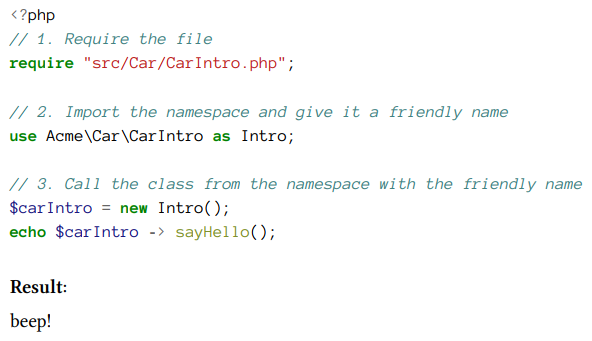 <?php
// 1. Require the file
require "src/Car/CarIntro.php";
// 2. Import the namespace and give it a friendly name
use Acme\Car\CarIntro as Intro;
// 3. Call the class from the namespace with the friendly name
$carIntro = new Intro();
echo $carIntro -> sayHello();
Result:
beep!